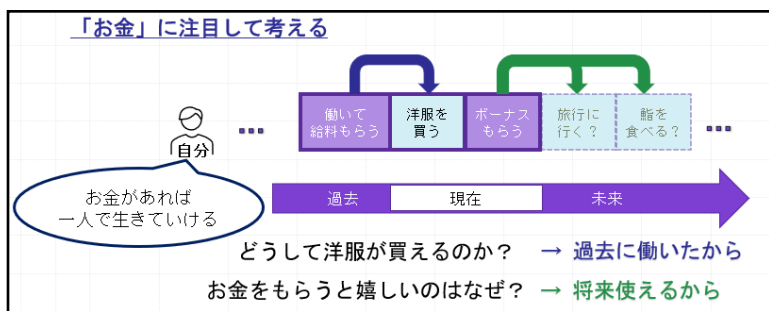 「お金」に注目して考える
働いて
給料もらう
洋服を
買う
ボーナス
もらう
旅行に
行く？
鮨を
食べる？
…
…
自分
お金があれば
一人で生きていける
過去
現在
未来
どうして洋服が買えるのか？ → 過去に働いたから
お金をもらうと嬉しいのはなぜ？ → 将来使えるから